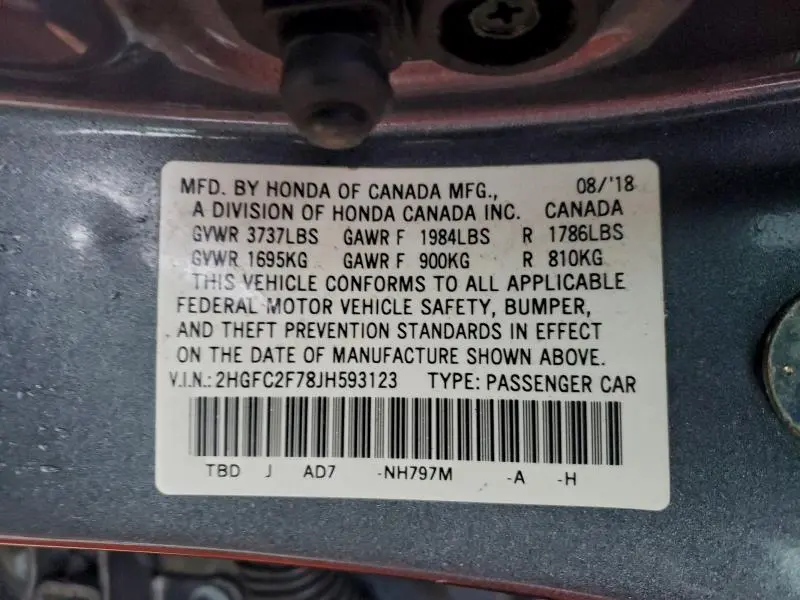 MFD. BY HONDA OF CANADA MFG., 08/'18
A DIVISION OF HONDA CANADA INC. CANADA
GVWR 3737LBS GAWR F 1984LBS R 1786LBS
GVWR 1695KG GAWR F 900KG R 810KG
THIS VEHICLE CONFORMS TO ALL APPLICABLE
FEDERAL MOTOR VEHICLE SAFETY, BUMPER,
AND THEFT PREVENTION STANDARDS IN EFFECT
ON THE DATE OF MANUFACTURE SHOWN ABOVE.
V.I.N.: 2HGFC2F78JH593123 TYPE: PASSENGER CAR
TBD J AD7 -NH797M -A -H